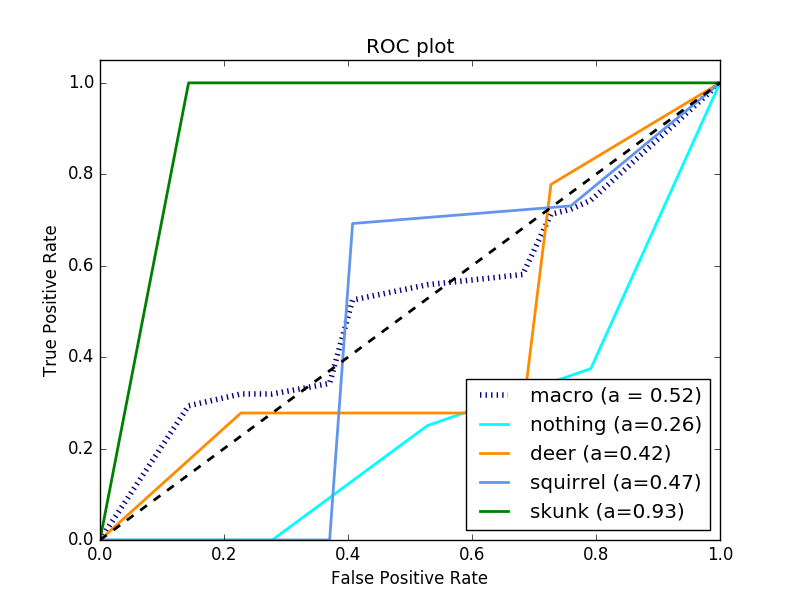 ROC plot
True Positive Rate
1.0
0.8
0.6
0.4
0.2
0.0
macro (a = 0.52)
nothing (a=0.26)
deer (a=0.42)
squirrel (a=0.47)
skunk (a=0.93)
0.0 0.2 0.4 0.6 0.8 1.0
False Positive Rate